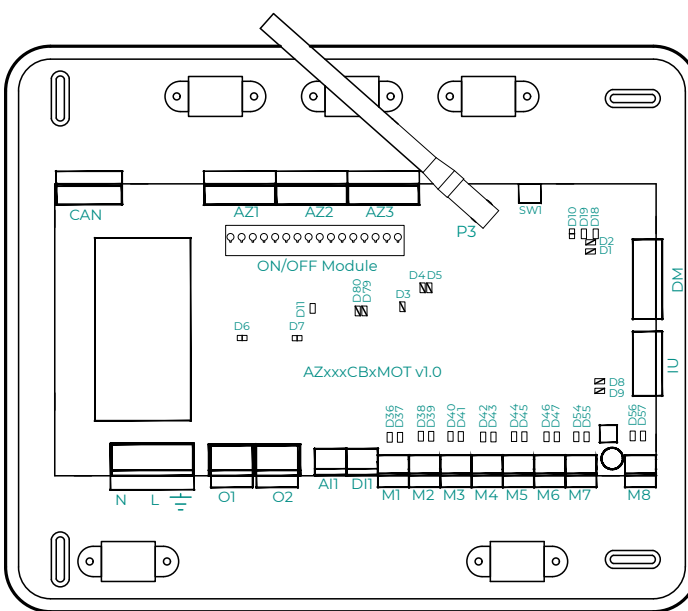 CAN AZ1 AZ2 AZ3 P3 SW1
D10 D19 D18
D2
D1
ON/OFF Module
DM
D11 D80 D79 D3 D4 D5
D6 D7
AZxxxCBxMOT v1.0
IU
D8
D9
D36 D37 D38 D39 D40 D41 D42 D43 D44 D45 D46 D47 D54 D55 D56 D57
N L O1 O2 AI1 DI1 M1 M2 M3 M4 M5 M6 M7 M8